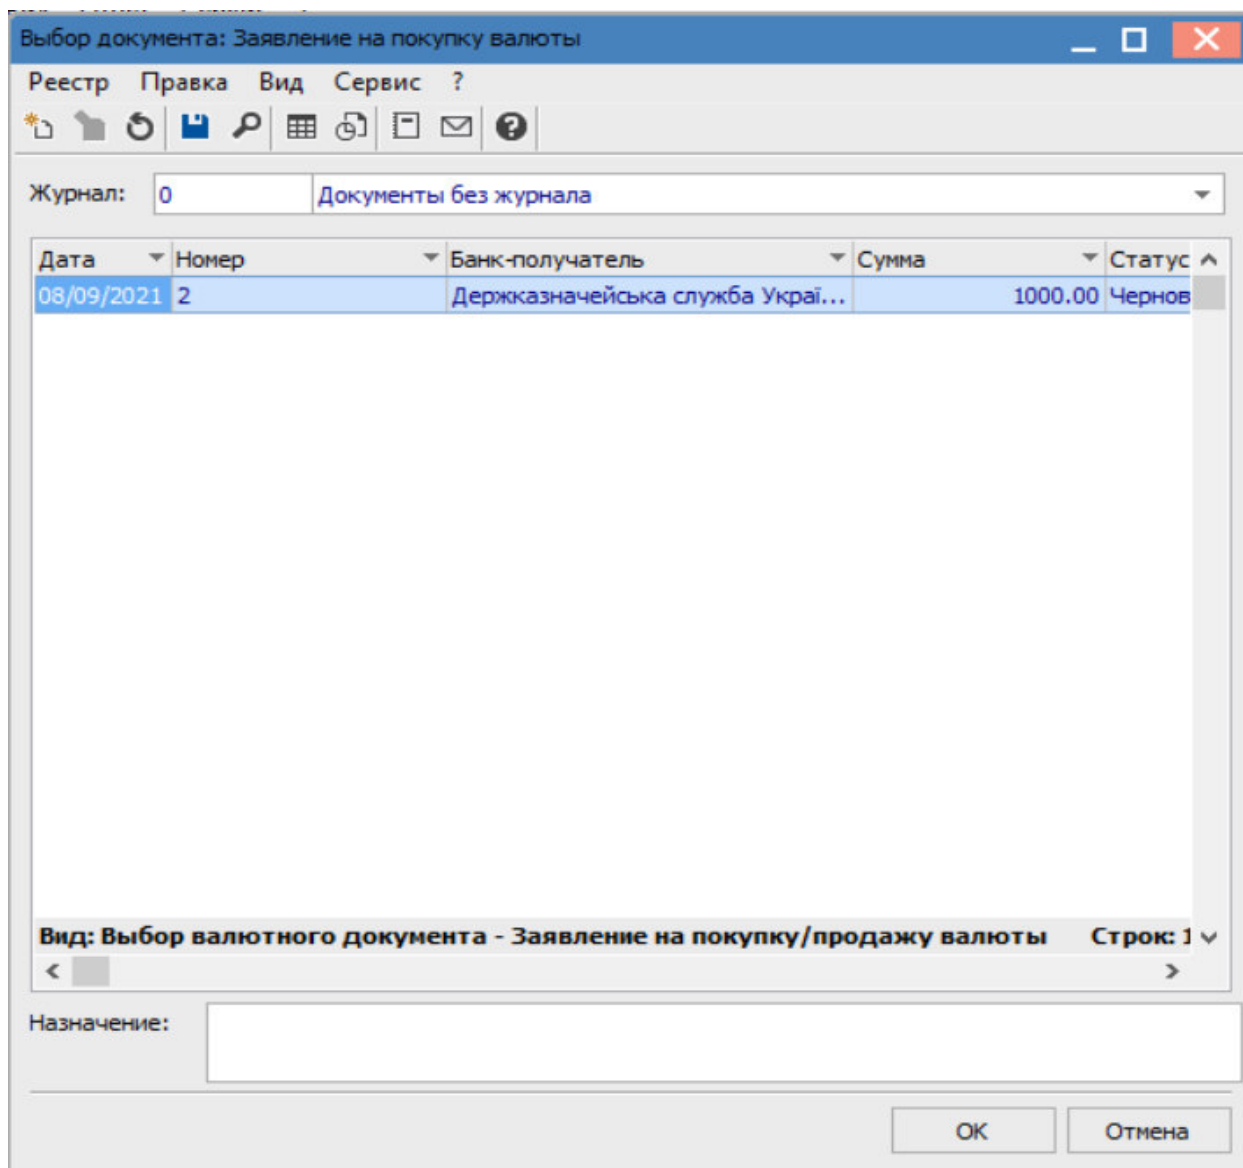 Выбор документа: Заявление на покупку валюты
Реестр Правка Вид Сервис ?
Журнал: 0 Документы без журнала
Дата Номер Банк-получатель Сумма Статус
08/09/2021 2 Держказначейська служба Украї... 1000.00 Чернов
Вид: Выбор валютного документа - Заявление на покупку/продажу валюты Строк: 1
Назначение:
OK Отмена